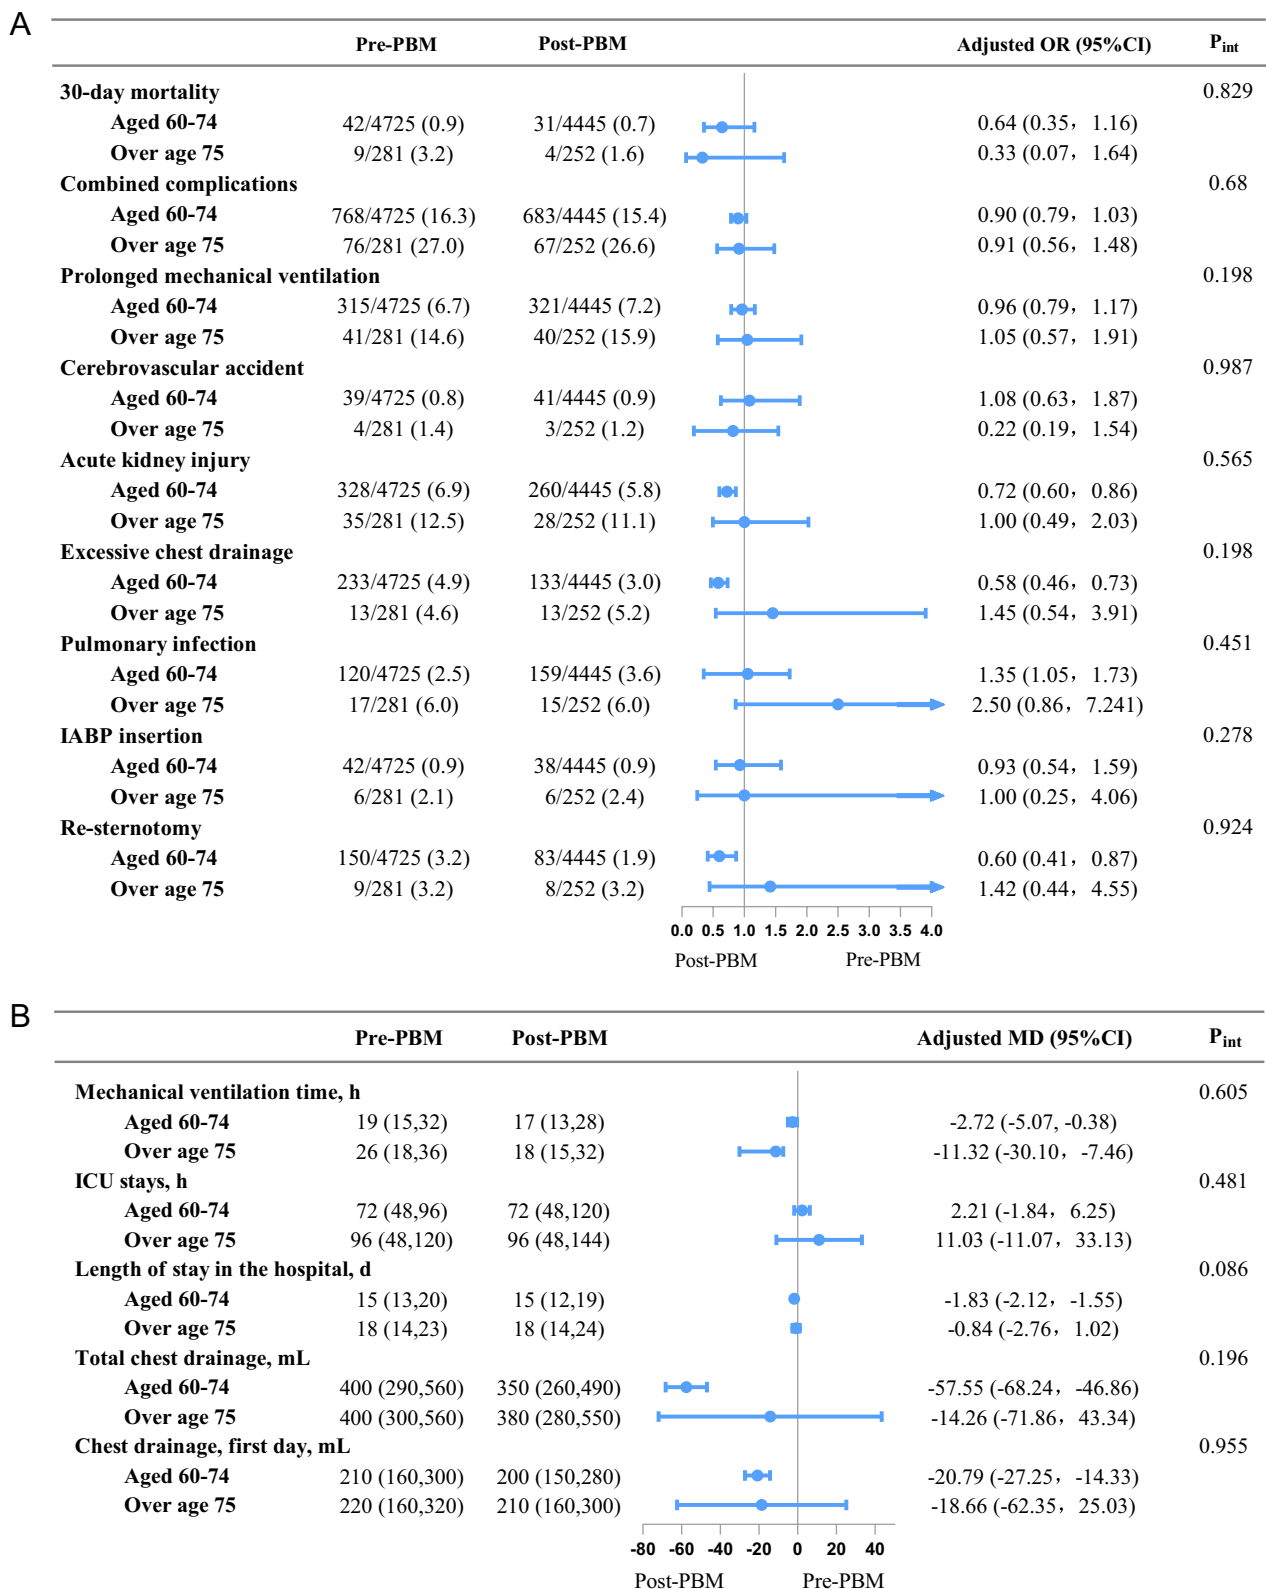 A
Pre-PBM Post-PBM Adjusted OR (95%CI) Pint
30-day mortality 0.829
Aged 60-74 42/4725 (0.9) 31/4445 (0.7) 0.64 (0.35, 1.16)
Over age 75 9/281 (3.2) 4/252 (1.6) 0.33 (0.07, 1.64)
Combined complications 0.68
Aged 60-74 768/4725 (16.3) 683/4445 (15.4) 0.90 (0.79, 1.03)
Over age 75 76/281 (27.0) 67/252 (26.6) 0.91 (0.56, 1.48)
Prolonged mechanical ventilation 0.198
Aged 60-74 315/4725 (6.7) 321/4445 (7.2) 0.96 (0.79, 1.17)
Over age 75 41/281 (14.6) 40/252 (15.9) 1.05 (0.57, 1.91)
Cerebrovascular accident 0.987
Aged 60-74 39/4725 (0.8) 41/4445 (0.9) 1.08 (0.63, 1.87)
Over age 75 4/281 (1.4) 3/252 (1.2) 0.22 (0.19, 1.54)
Acute kidney injury 0.565
Aged 60-74 328/4725 (6.9) 260/4445 (5.8) 0.72 (0.60, 0.86)
Over age 75 35/281 (12.5) 28/252 (11.1) 1.00 (0.49, 2.03)
Excessive chest drainage 0.198
Aged 60-74 233/4725 (4.9) 133/4445 (3.0) 0.58 (0.46, 0.73)
Over age 75 13/281 (4.6) 13/252 (5.2) 1.45 (0.54, 3.91)
Pulmonary infection 0.451
Aged 60-74 120/4725 (2.5) 159/4445 (3.6) 1.35 (1.05, 1.73)
Over age 75 17/281 (6.0) 15/252 (6.0) 2.50 (0.86, 7.241)
IABP insertion 0.278
Aged 60-74 42/4725 (0.9) 38/4445 (0.9) 0.93 (0.54, 1.59)
Over age 75 6/281 (2.1) 6/252 (2.4) 1.00 (0.25, 4.06)
Re-sternotomy 0.924
Aged 60-74 150/4725 (3.2) 83/4445 (1.9) 0.60 (0.41, 0.87)
Over age 75 9/281 (3.2) 8/252 (3.2) 1.42 (0.44, 4.55)
0.0 0.5 1.0 1.5 2.0 2.5 3.0 3.5 4.0
Post-PBM Pre-PBM
B
Pre-PBM Post-PBM Adjusted MD (95%CI) Pint
Mechanical ventilation time, h 0.605
Aged 60-74 19 (15,32) 17 (13,28) -2.72 (-5.07, -0.38)
Over age 75 26 (18,36) 18 (15,32) -11.32 (-30.10, -7.46)
ICU stays, h 0.481
Aged 60-74 72 (48,96) 72 (48,120) 2.21 (-1.84, 6.25)
Over age 75 96 (48,120) 96 (48,144) 11.03 (-11.07, 33.13)
Length of stay in the hospital, d 0.086
Aged 60-74 15 (13,20) 15 (12,19) -1.83 (-2.12, -1.55)
Over age 75 18 (14,23) 18 (14,24) -0.84 (-2.76, 1.02)
Total chest drainage, mL 0.196
Aged 60-74 400 (290,560) 350 (260,490) -57.55 (-68.24, -46.86)
Over age 75 400 (300,560) 380 (280,550) -14.26 (-71.86, 43.34)
Chest drainage, first day, mL 0.955
Aged 60-74 210 (160,300) 200 (150,280) -20.79 (-27.25, -14.33)
Over age 75 220 (160,320) 210 (160,300) -18.66 (-62.35, 25.03)
-80 -60 -40 -20 0 20 40
Post-PBM Pre-PBM